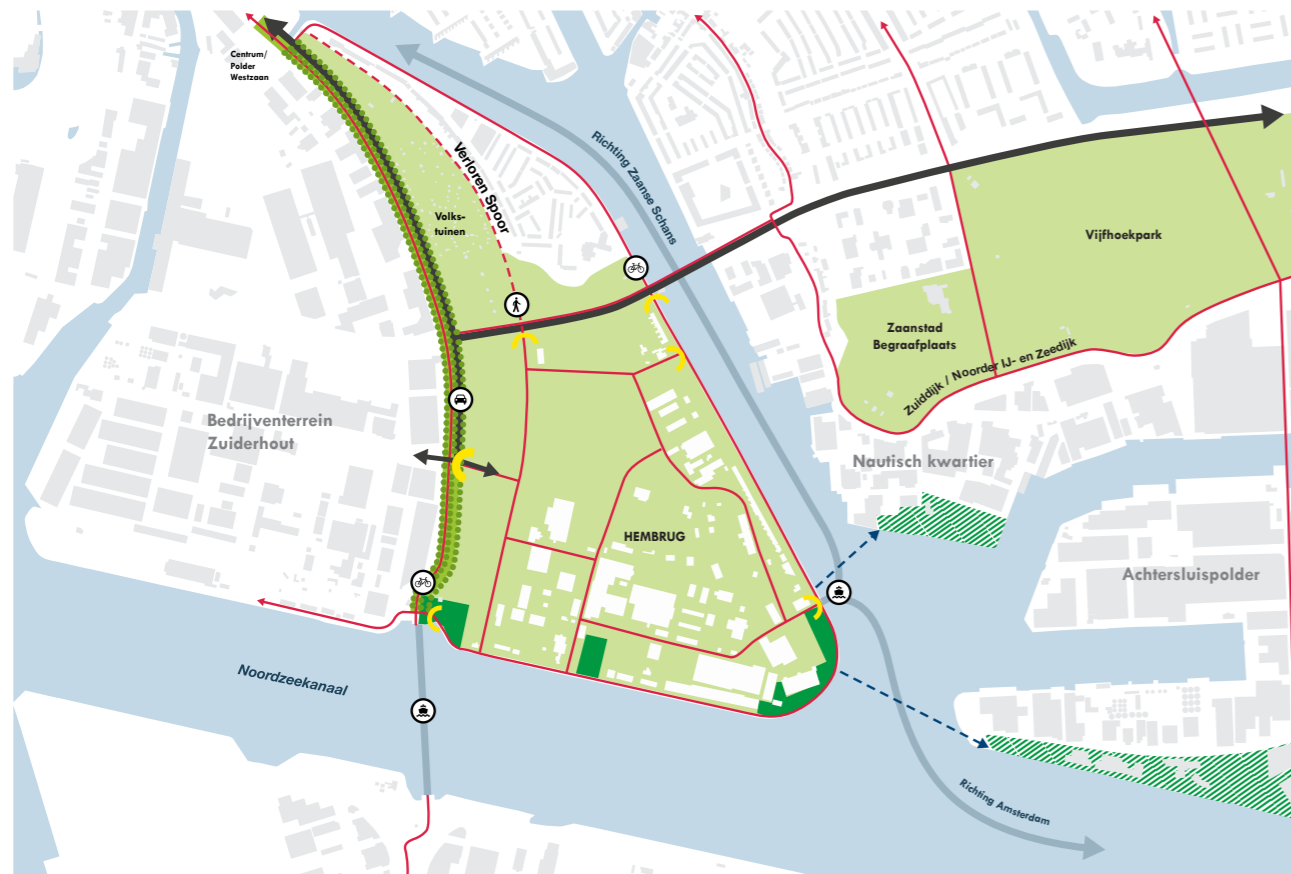 Centrum/
Polder
Westzaan
Verloren Spoor
Richting Zaanse Schans
Volks-
tuinen
Vijfhoekpark
Zaanstad
Begraafplaats
Zuiddijk / Noorder IJ- en Zeedijk
Bedrijventerrein
Zuiderhout
Nautisch kwartier
HEMBRUG
Achtersluispolder
Noordzeekanaal
Richting Amsterdam